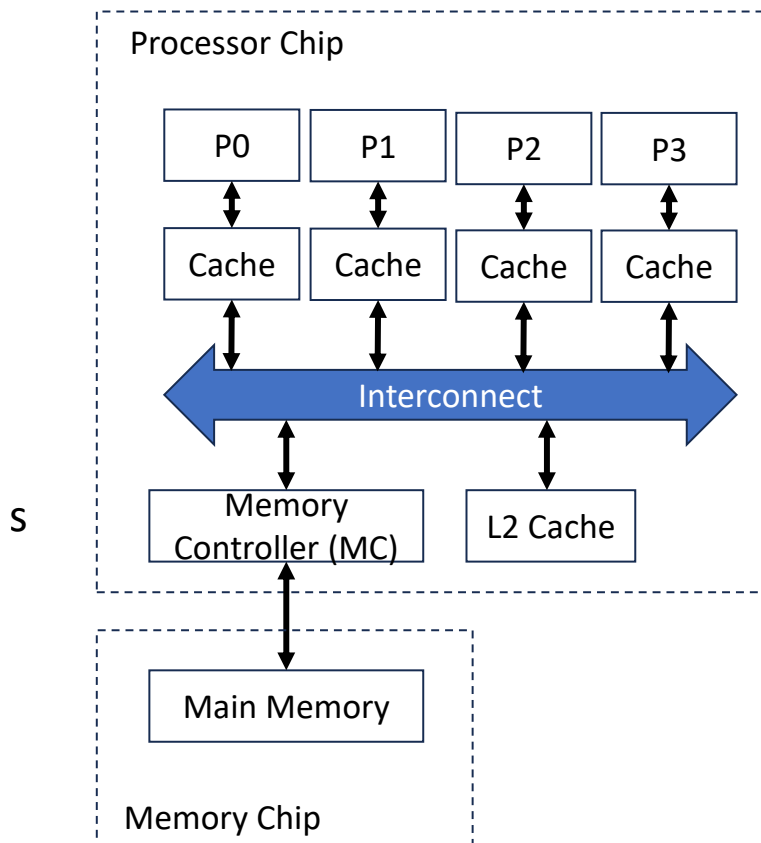 Processor Chip
P0
P1
P2
P3
Cache
Cache
Cache
Cache
Interconnect
Memory
Controller (MC)
L2 Cache
s
Main Memory
Memory Chip